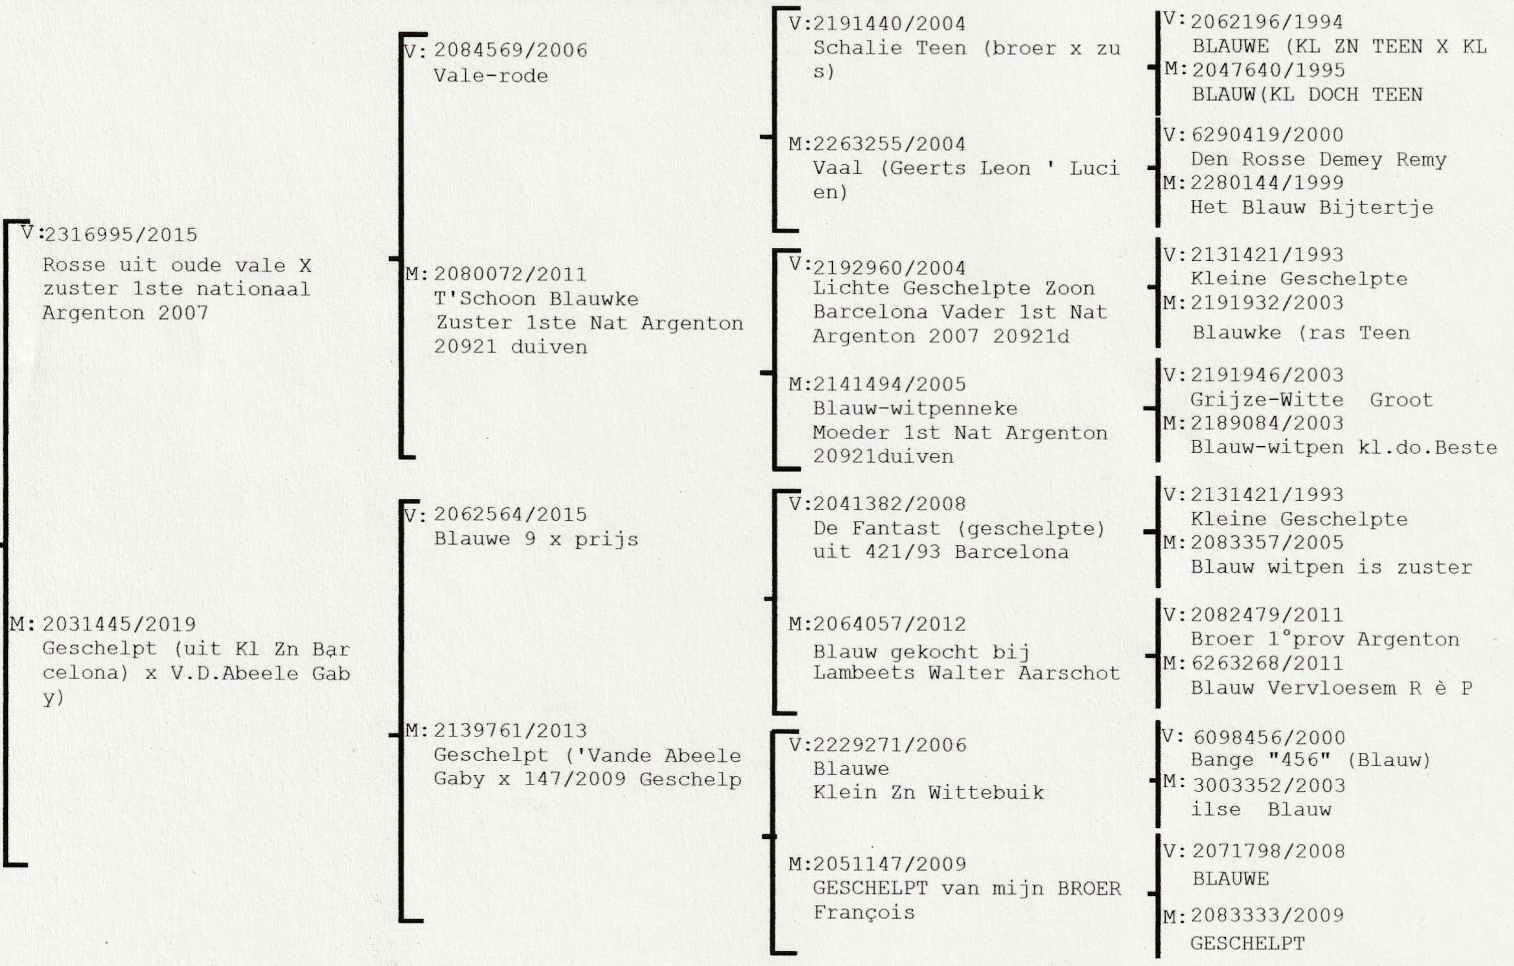 V:2316995/2015
Rosse uit oude vale X
zuster 1ste nationaal
Argenton 2007
M:2031445/2019
Geschelpt (uit Kl Zn Bar
celona) x V.D.Abeele Gab
y)
V: 2084569/2006
Vale-rode
M:2080072/2011
T'Schoon Blauwke
Zuster 1ste Nat Argenton
20921 duiven
V: 2062564/2015
Blauwe 9 x prijs
M:2139761/2013
Geschelpt ('Vande Abeele
Gaby x 147/2009 Geschelp
V:2191440/2004
Schalie Teen (broer x zu
s)
M:2263255/2004
Vaal (Geerts Leon ' Luci
en)
V:2192960/2004
Lichte Geschelpte Zoon
Barcelona Vader 1st Nat
Argenton 2007 20921d
M:2141494/2005
Blauw-witpenneke
Moeder 1st Nat Argenton
20921duiven
V:2041382/2008
De Fantast (geschelpte)
uit 421/93 Barcelona
M:2064057/2012
Blauw gekocht bij
Lambeets Walter Aarschot
V:2229271/2006
Blauwe
Klein Zn Wittebuik
M:2051147/2009
GESCHELPT van mijn BROER
François
V:2062196/1994
BLAUWE (KL ZN TEEN X KL
M:2047640/1995
BLAUW(KL DOCH TEEN
V:6290419/2000
Den Rosse Demey Remy
M:2280144/1999
Het Blauw Bijtertje
V:2131421/1993
Kleine Geschelpte
M:2191932/2003
Blauwke (ras Teen
V:2191946/2003
Grijze-Witte Groot
M:2189084/2003
Blauw-witpen kl.do.Beste
V:2131421/1993
Kleine Geschelpte
M:2083357/2005
Blauw witpen is zuster
V:2082479/2011
Broer 1°prov Argenton
M:6263268/2011
Blauw Vervloesem R è P
V: 6098456/2000
Bange "456" (Blauw)
M: 3003352/2003
ilse Blauw
V:2071798/2008
BLAUWE
M:2083333/2009
GESCHELPT